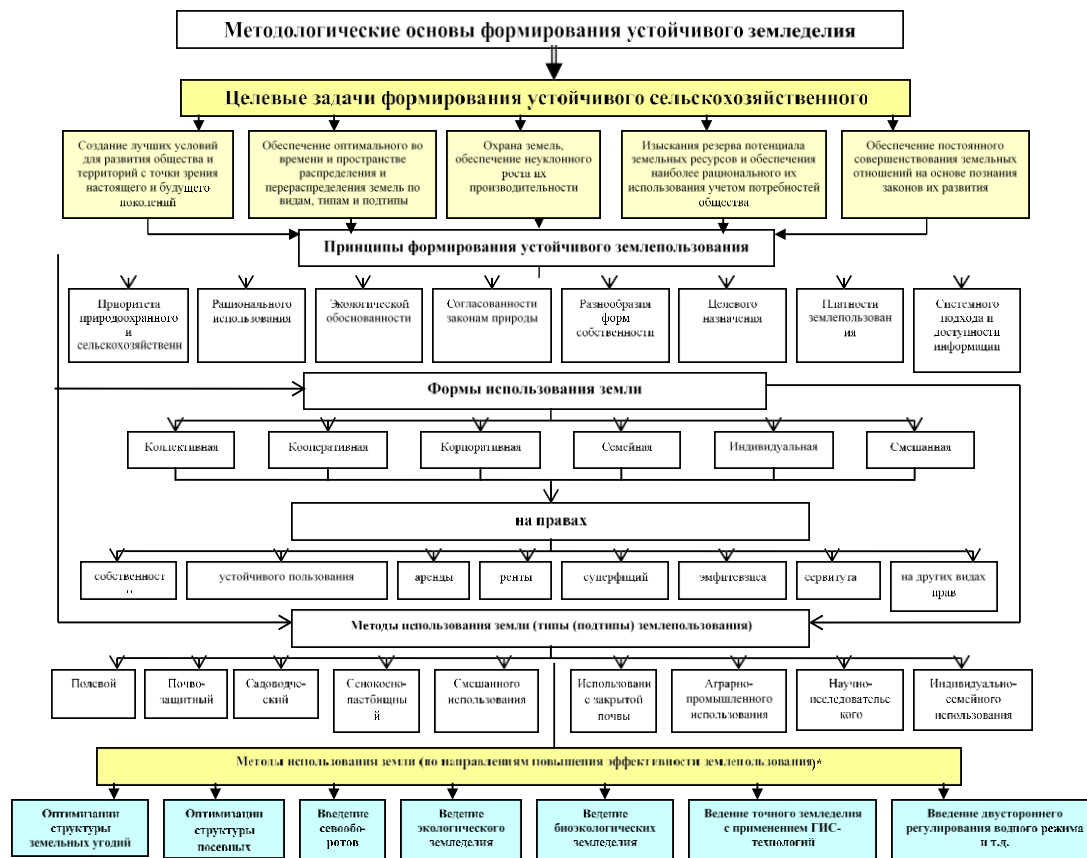 Методологические основы формирования устойчивого земледелия
Целевые задачи формирования устойчивого сельскохозяйственного
Создание лучших условий
для развития общества и
территорий с точки зрения
настоящего и будущего
поколений
Обеспечение оптимального во
времени и пространстве
распределения и
перераспределения земель по
видам, типам и подтипы
Охрана земель,
обеспечение неуклонного
роста их
производительности
Изыскания резерва потенциала
земельных ресурсов и обеспечения
наиболее рационального их
использования учетом потребностей
общества
Обеспечение постоянного
совершенствования земельных
отношений на основе познания
законов их развития
Принципы формирования устойчивого землепользования
Приоритета
природоохранного
и
сельскохозяйственн
Рационального
использования
Экологической
обоснованности
Согласованности
законам природы
Разнообразия
форм
собственности
Целевого
назначения
Платности
землепользован
ия
Системного
подхода и
доступности
информации
Формы использования земли
Коллективная
Кооперативная
Корпоративная
Семейная
Индивидуальная
Смешанная
на правах
собственност
и
устойчивого пользования
аренды
ренты
суперфиций
эмфитевзиса
сервитута
на других видах
прав
Методы использования земли (типы (подтипы) землепользования)
Полевой
Почво-
защитный
Садоводче-
ский
Сенокосно-
пастбищны
й
Смешанного
использования
Использовани
е закрытой
почвы
Аграрно-
промышленного
использования
Научно-
исследовательс
кого
Индивидуально-
семейного
использования
Методы использования земли (по направлениям повышения эффективности землепользования)*
Оптимизации
структуры
земельных угодий
Оптимизации
структуры
посевных
Введение
севообо-
ротов
Ведение
экологического
земледелия
Ведение
биоэкологических
земледелия
Ведение точного земледелия
с применением ГИС-
технологий
Введение двустороннего
регулирования водного режима
и т.д.